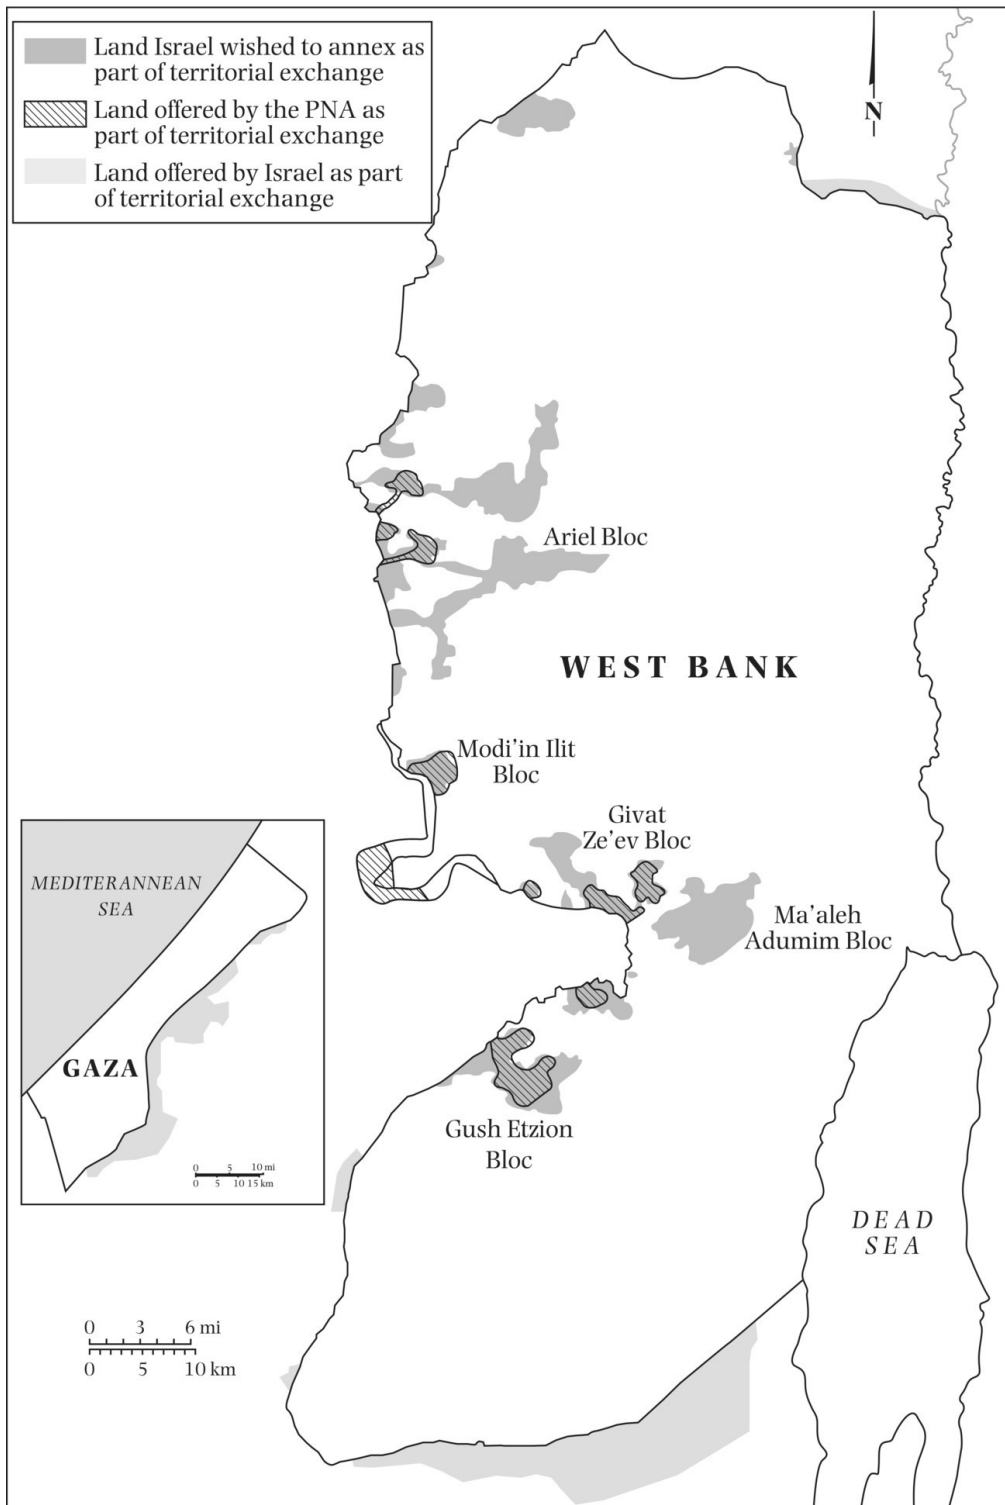 Land Israel wished to annex as
part of territorial exchange
Land offered by the PNA as
part of territorial exchange
Land offered by Israel as part
of territorial exchange
N
Ariel Bloc
WEST BANK
Modi’in Ilit
Bloc
Givat
Ze’ev Bloc
Ma’aleh
Adumim Bloc
MEDITERANNEAN
SEA
GAZA
0 5 10 mi
0 5 10 15 km
Gush Etzion
Bloc
DEAD
SEA
0 3 6 mi
0 5 10 km